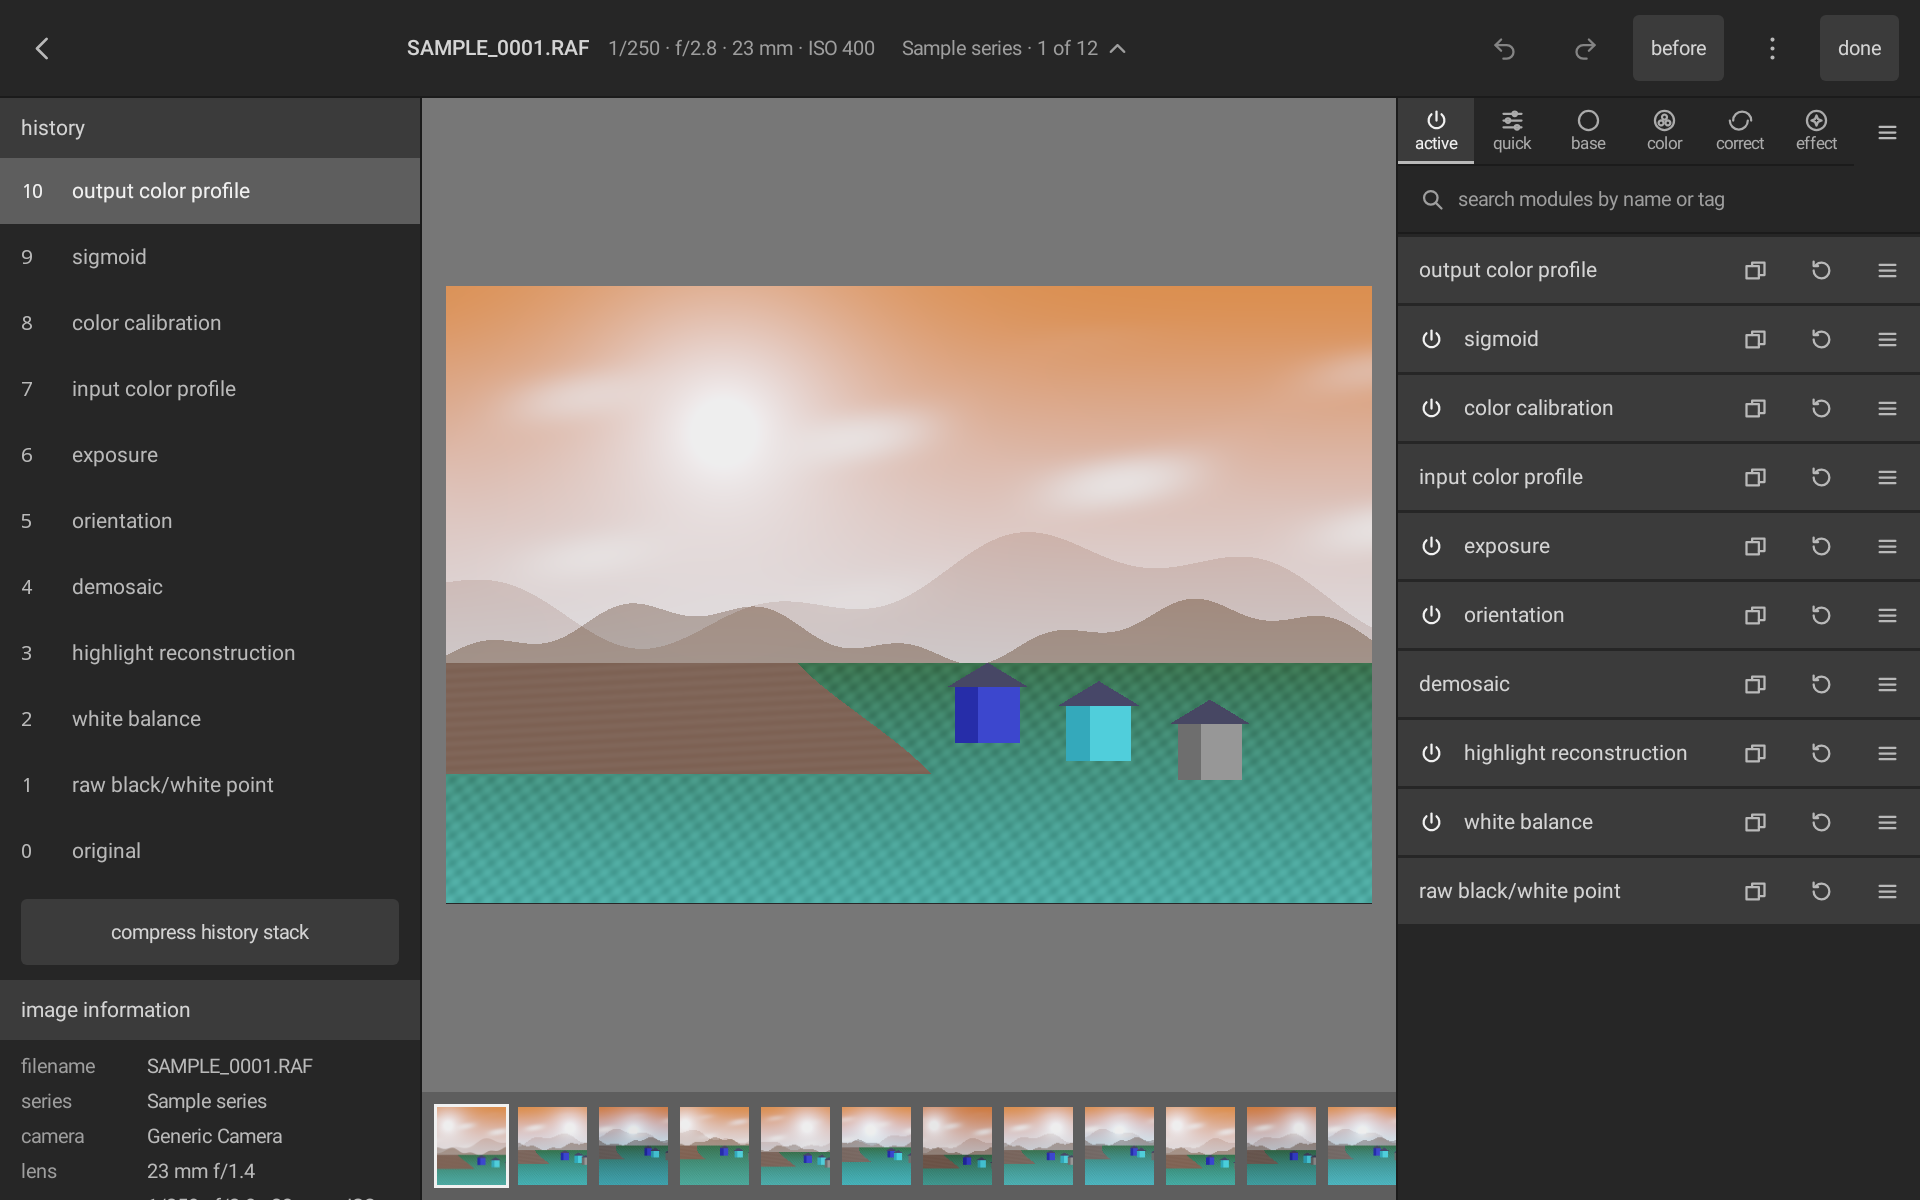 SAMPLE_0001.RAF 1/250 · f/2.8 · 23 mm · ISO 400 Sample series · 1 of 12
before
done
history
10 output color profile
9 sigmoid
8 color calibration
7 input color profile
6 exposure
5 orientation
4 demosaic
3 highlight reconstruction
2 white balance
1 raw black/white point
0 original
compress history stack
image information
filename SAMPLE_0001.RAF
series Sample series
camera Generic Camera
lens 23 mm f/1.4
active quick base color correct effect
search modules by name or tag
output color profile
sigmoid
color calibration
input color profile
exposure
orientation
demosaic
highlight reconstruction
white balance
raw black/white point